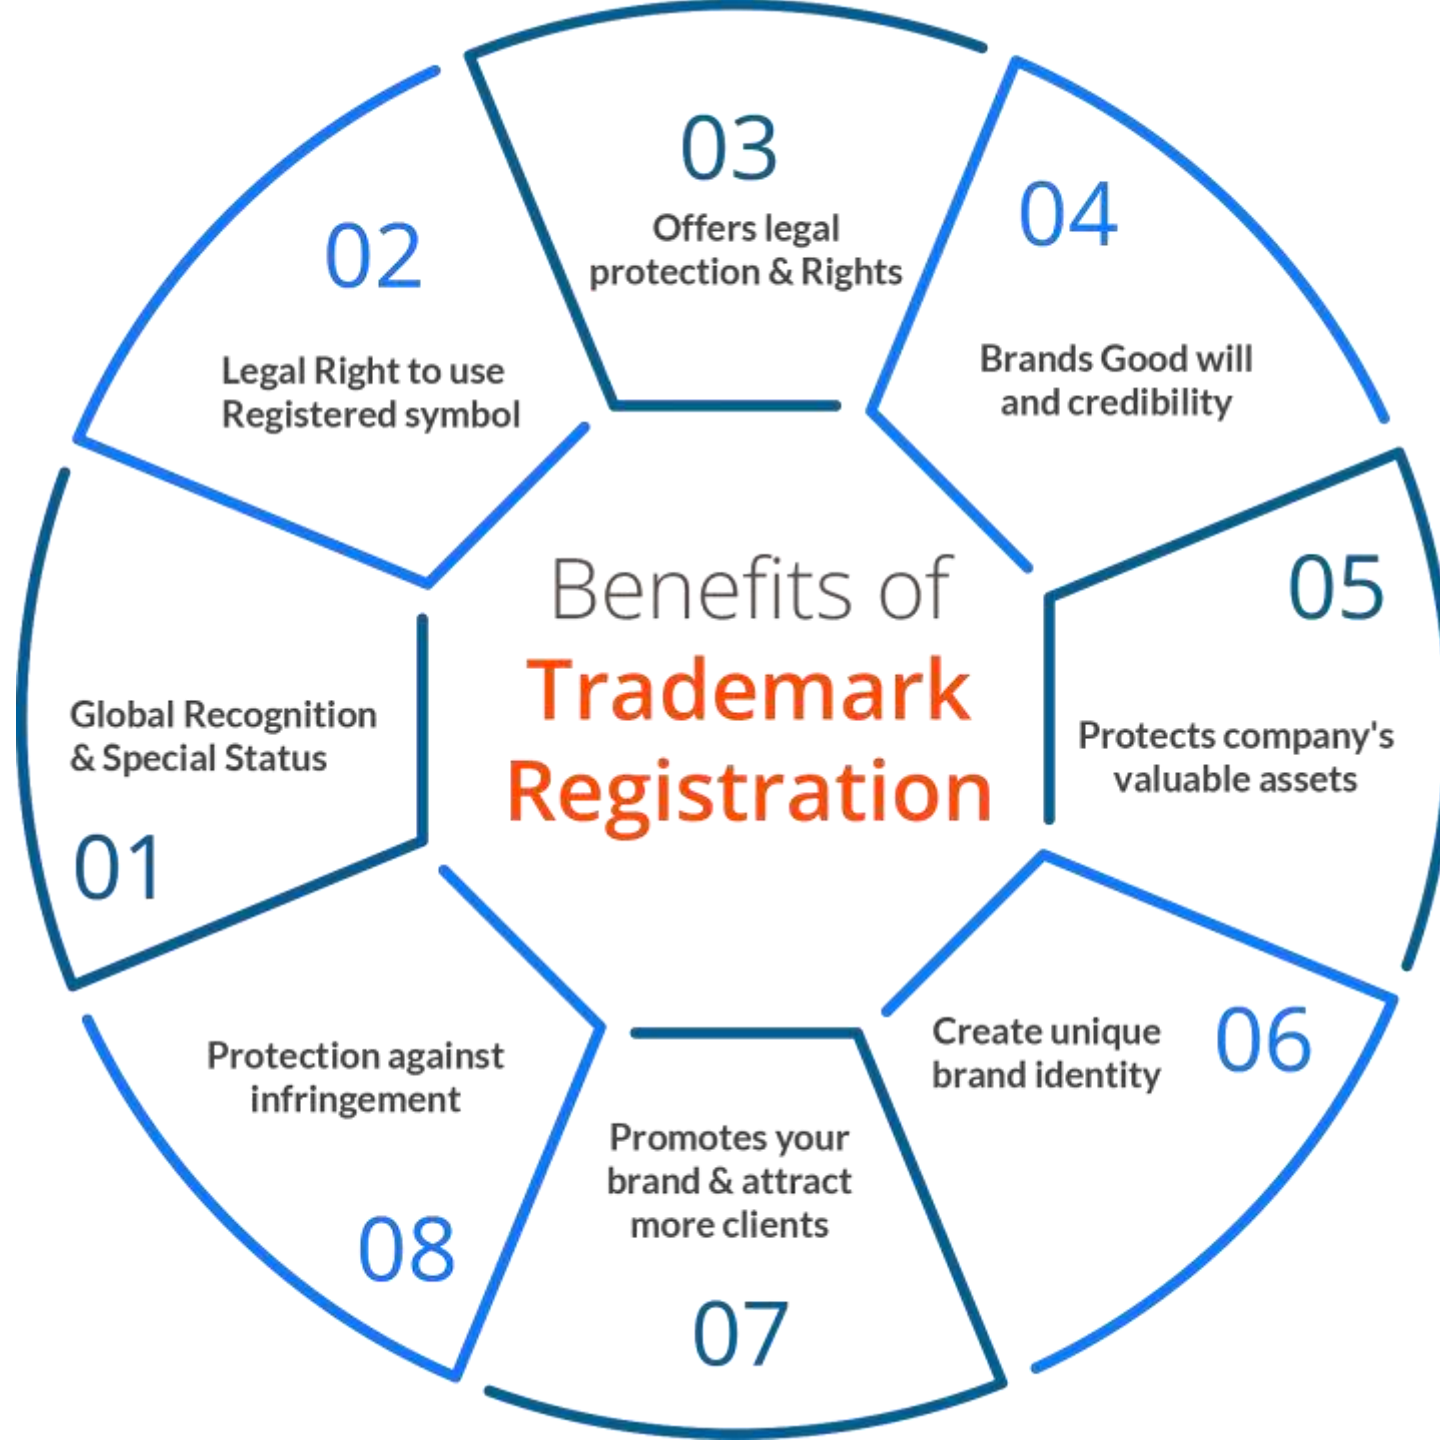 Benefits of
Trademark
Registration
Global Recognition
& Special Status
01
02
Legal Right to use
Registered symbol
03
Offers legal
protection & Rights
04
Brands Good will
and credibility
05
Protects company's
valuable assets
Create unique
brand identity
06
Promotes your
brand & attract
more clients
07
Protection against
infringement
08